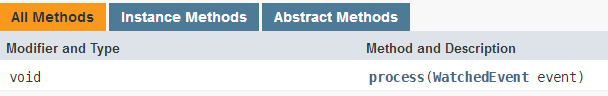 All Methods Instance Methods Abstract Methods
Modifier and Type Method and Description
void process(WatchedEvent event)